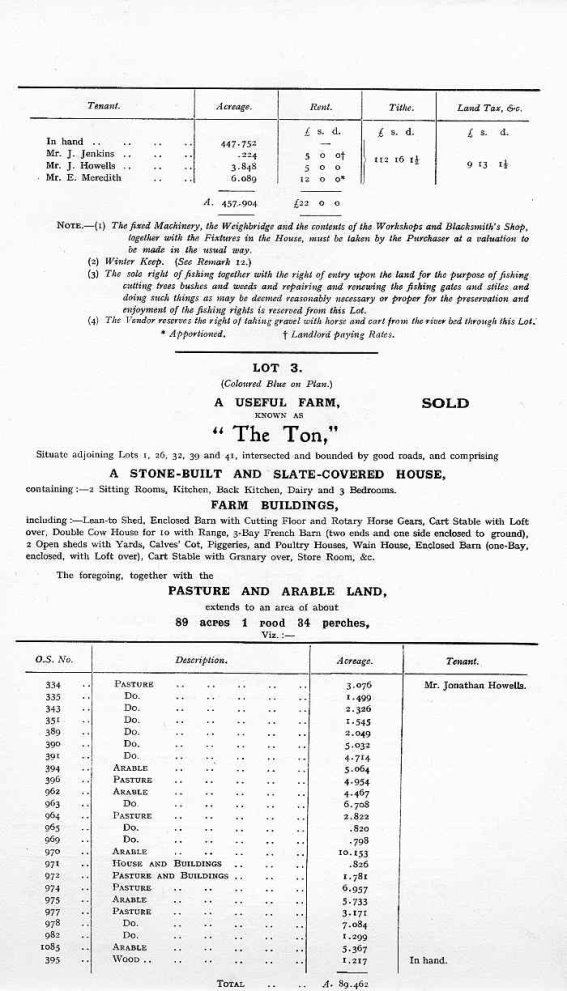 Tenant. Acreage. Rent. Tithe. Land Tax, &c.
£ s. d. £ s. d. £ s. d.
In hand .. .. .. .. 447.752 —
Mr. J. Jenkins .. .. .. .224 5 0 0† 112 16 1½ 9 13 1½
Mr. J. Howells .. .. .. 3.848 5 0 0
Mr. E. Meredith .. .. 6.089 12 0 0*
A. 457.904 £22 0 0
NOTE.—(1) The fixed Machinery, the Weighbridge and the contents of the Workshops and Blacksmith's Shop,
together with the Fixtures in the House, must be taken by the Purchaser at a valuation to
be made in the usual way.
(2) Winter Keep. (See Remark 12.)
(3) The sole right of fishing together with the right of entry upon the land for the purpose of fishing
cutting trees bushes and weeds and repairing and renewing the fishing gates and stiles and
doing such things as may be deemed reasonably necessary or proper for the preservation and
enjoyment of the fishing rights is reserved from this Lot.
(4) The Vendor reserves the right of taking gravel with horse and cart from the river bed through this Lot.
* Apportioned. † Landlord paying Rates.
LOT 3.
(Coloured Blue on Plan.)
A USEFUL FARM, SOLD
KNOWN AS
“ The Ton,”
Situate adjoining Lots 1, 26, 32, 39 and 41, intersected and bounded by good roads, and comprising
A STONE-BUILT AND SLATE-COVERED HOUSE,
containing :—2 Sitting Rooms, Kitchen, Back Kitchen, Dairy and 3 Bedrooms.
FARM BUILDINGS,
including :—Lean-to Shed, Enclosed Barn with Cutting Floor and Rotary Horse Gears, Cart Stable with Loft
over, Double Cow House for 10 with Range, 3-Bay French Barn (two ends and one side enclosed to ground),
2 Open sheds with Yards, Calves' Cot, Piggeries, and Poultry Houses, Wain House, Enclosed Barn (one-Bay,
enclosed, with Loft over), Cart Stable with Granary over, Store Room, &c.
The foregoing, together with the
PASTURE AND ARABLE LAND,
extends to an area of about
89 acres 1 rood 34 perches,
Viz. :—
O.S. No. Description. Acreage. Tenant.
334 .. PASTURE .. .. .. .. .. 3.076 Mr. Jonathan Howells.
335 .. Do. .. .. .. .. .. 1.499
343 .. Do. .. .. .. .. .. 2.326
351 .. Do. .. .. .. .. .. 1.545
389 .. Do. .. .. .. .. .. 2.049
390 .. Do. .. .. .. .. .. 5.032
391 .. Do. .. .. .. .. .. 4.714
394 .. ARABLE .. .. .. .. .. 5.064
396 .. PASTURE .. .. .. .. .. 4.954
962 .. ARABLE .. .. .. .. .. 4.467
963 .. Do. .. .. .. .. .. 6.708
964 .. PASTURE .. .. .. .. .. 2.822
965 .. Do. .. .. .. .. .. .820
969 .. Do. .. .. .. .. .. .798
970 .. ARABLE .. .. .. .. .. 10.153
971 .. HOUSE AND BUILDINGS .. .. .. .826
972 .. PASTURE AND BUILDINGS .. .. .. 1.781
974 .. PASTURE .. .. .. .. .. 6.957
975 .. ARABLE .. .. .. .. .. 5.733
977 .. PASTURE .. .. .. .. .. 3.171
978 .. Do. .. .. .. .. .. 7.084
982 .. Do. .. .. .. .. .. 1.299
1085 .. ARABLE .. .. .. .. .. 5.367
395 .. WOOD .. .. .. .. .. .. 1.217 In hand.
TOTAL .. .. A. 89.462